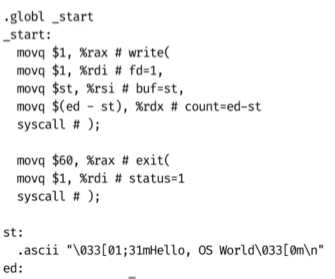 .globl _start
_start:
  movq $1, %rax # write(
  movq $1, %rdi # fd=1,
  movq $st, %rsi # buf=st,
  movq $(ed - st), %rdx # count=ed-st
  syscall # );

  movq $60, %rax # exit(
  movq $1, %rdi # status=1
  syscall # );

st:
  .ascii "\033[01;31mHello, OS World\033[0m\n"
ed: